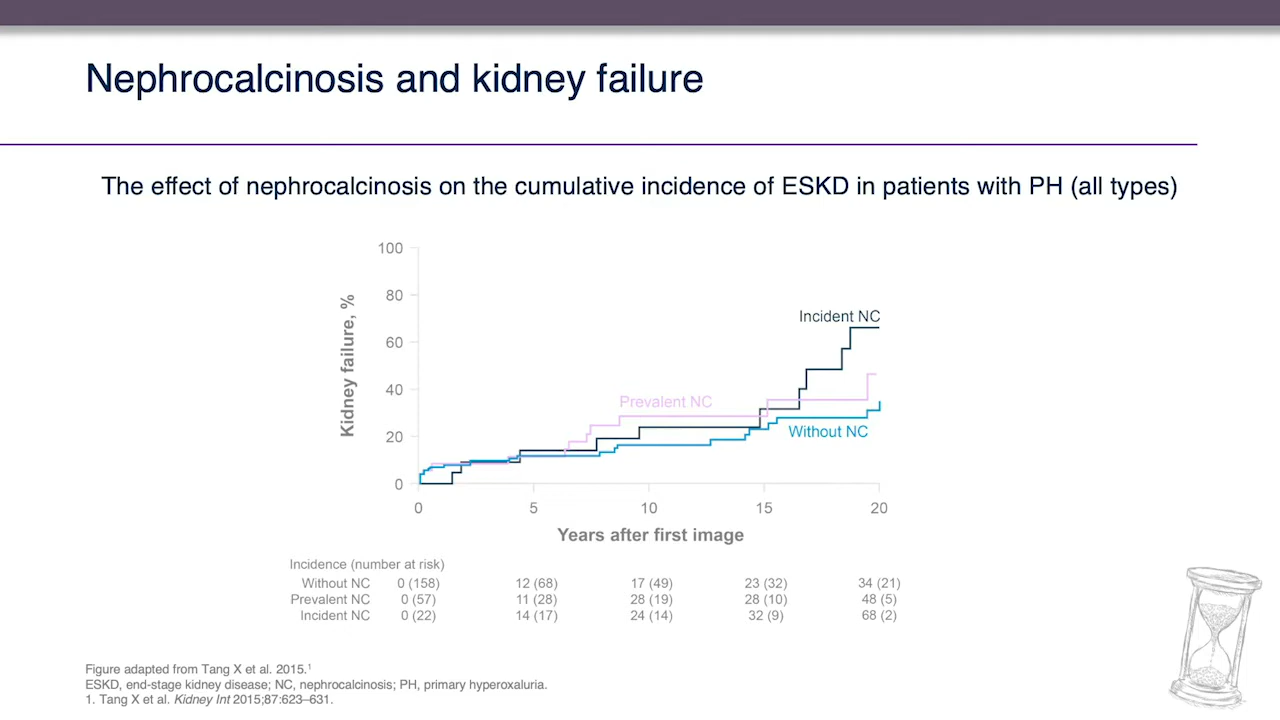 Nephrocalcinosis and kidney failure
The effect of nephrocalcinosis on the cumulative incidence of ESKD in patients with PH (all types)
100
80
60
40
20
0
Kidney failure, %
Incident NC
Prevalent NC
Without NC
0 5 10 15 20
Years after first image
Incidence (number at risk)
Without NC 0 (158) 12 (68) 17 (49) 23 (32) 34 (21)
Prevalent NC 0 (57) 11 (28) 28 (19) 28 (10) 48 (5)
Incident NC 0 (22) 14 (17) 24 (14) 32 (9) 68 (2)
Figure adapted from Tang X et al. 2015.¹
ESKD, end-stage kidney disease; NC, nephrocalcinosis; PH, primary hyperoxaluria.
1. Tang X et al. Kidney Int 2015;87:623–631.